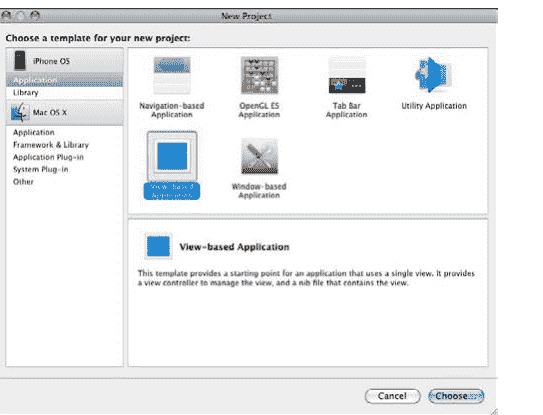 New Project
Choose a template for your new project:
iPhone OS
Application
Library
Mac OS X
Application
Framework & Library
Application Plug-in
System Plug-in
Other
Navigation-based
Application
OpenGL ES
Application
Tab Bar
Application
Utility Application
View-based
Application
Window-based
Application
View-based Application
This template provides a starting point for an application that uses a single view. It provides
a view controller to manage the view, and a nib file that contains the view.
Cancel
Choose...